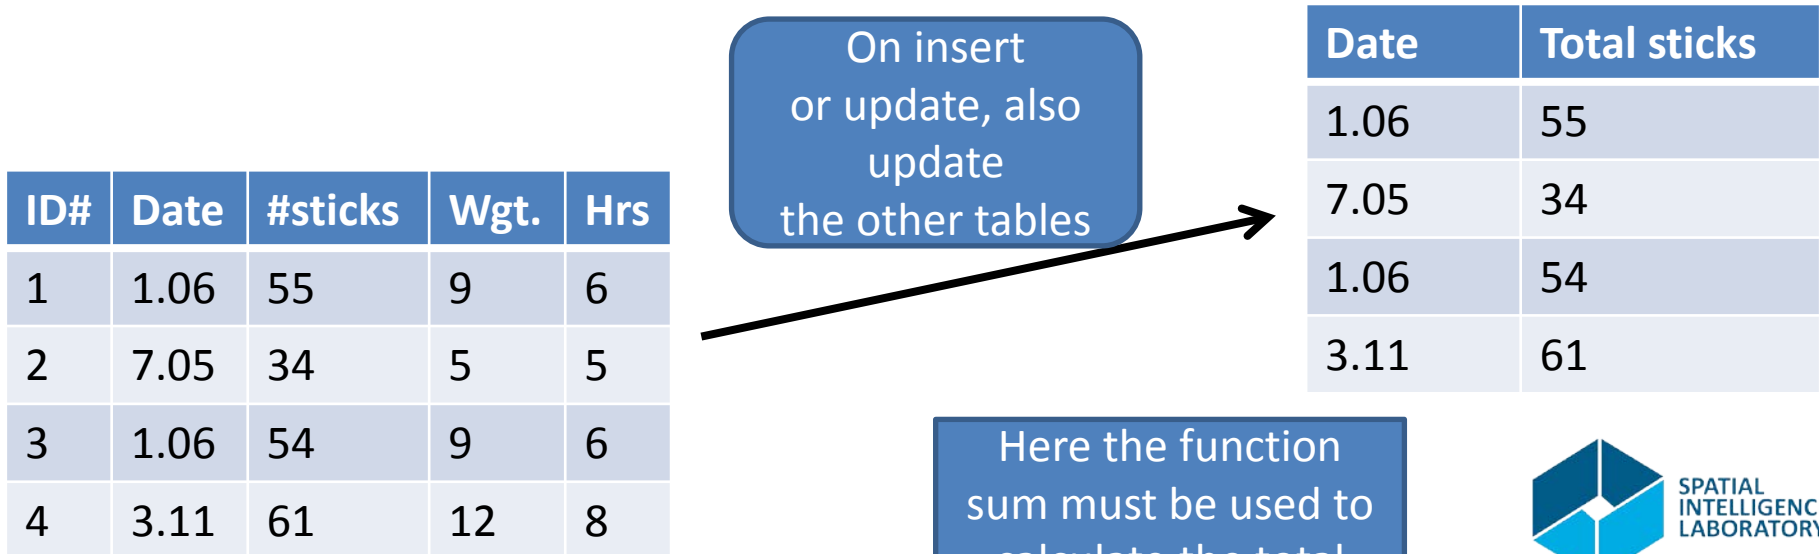 On insert
or update, also
update
the other tables
ID# Date #sticks Wgt. Hrs
1 1.06 55 9 6
2 7.05 34 5 5
3 1.06 54 9 6
4 3.11 61 12 8
Date Total sticks
1.06 55
7.05 34
1.06 54
3.11 61
Here the function
sum must be used to
calculate the total
SPATIAL
INTELLIGENC
LABORATORY